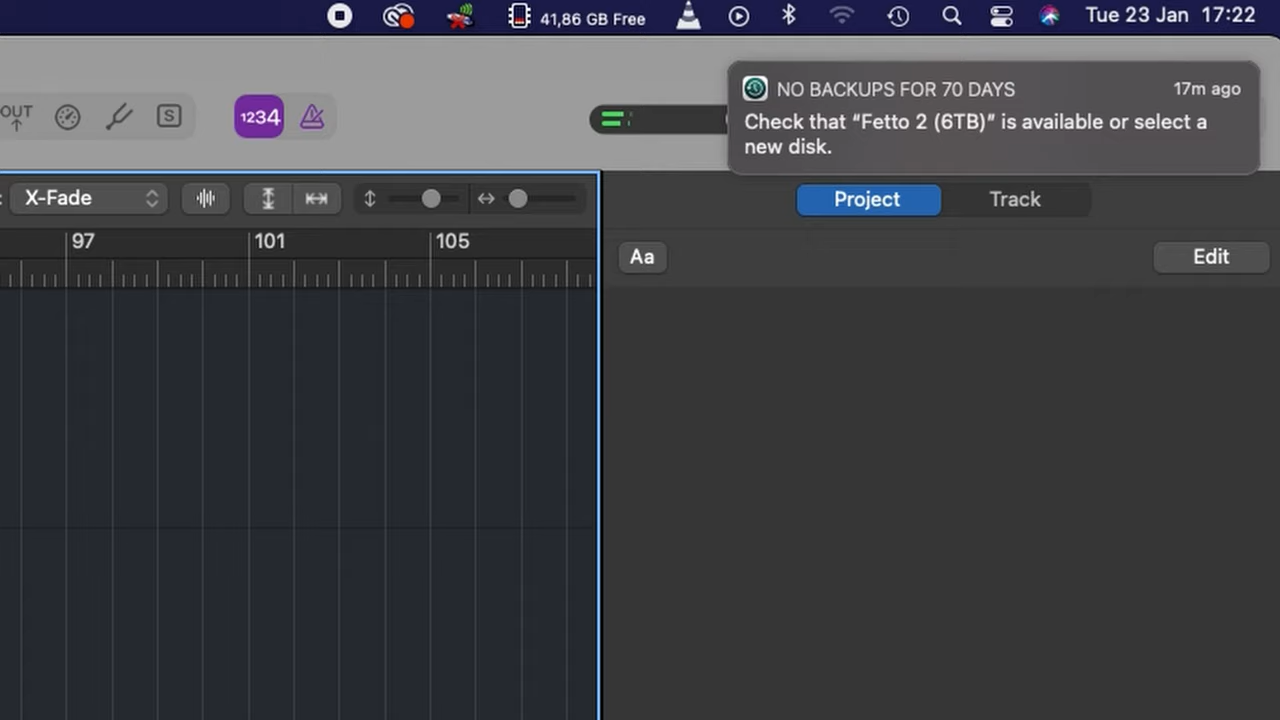 41,86 GB Free
Tue 23 Jan 17:22
OUT
S
1234
NO BACKUPS FOR 70 DAYS
17m ago
Check that “Fetto 2 (6TB)” is available or select a
new disk.
X-Fade
Project
Track
97
101
105
Aa
Edit